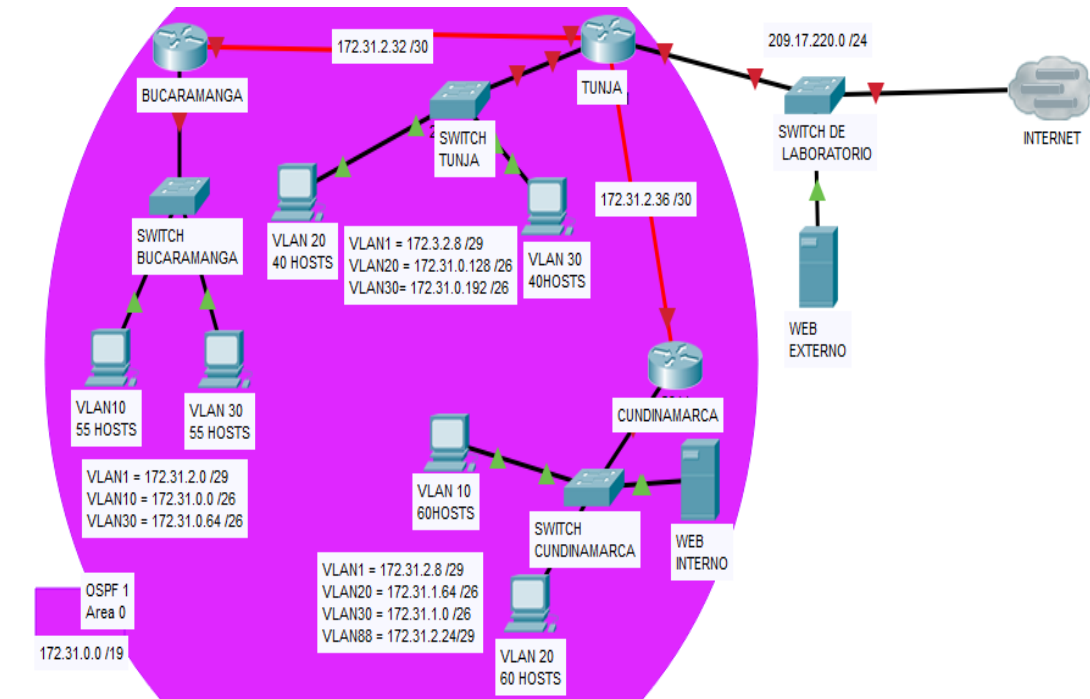 BUCARAMANGA
172.31.2.32 /30
TUNJA
209.17.220.0 /24
INTERNET
SWITCH DE
LABORATORIO
WEB
EXTERNO
SWITCH
TUNJA
VLAN 20
40 HOSTS
VLAN1 = 172.3.2.8 /29
VLAN20 = 172.31.0.128 /26
VLAN30= 172.31.0.192 /26
VLAN 30
40HOSTS
172.31.2.36 /30
SWITCH
BUCARAMANGA
VLAN10
55 HOSTS
VLAN 30
55 HOSTS
VLAN1 = 172.31.2.0 /29
VLAN10 = 172.31.0.0 /26
VLAN30 = 172.31.0.64 /26
CUNDINAMARCA
VLAN 10
60HOSTS
SWITCH
CUNDINAMARCA
WEB
INTERNO
VLAN1 = 172.31.2.8 /29
VLAN20 = 172.31.1.64 /26
VLAN30 = 172.31.1.0 /26
VLAN88 = 172.31.2.24/29
VLAN 20
60 HOSTS
OSPF 1
Area 0
172.31.0.0 /19